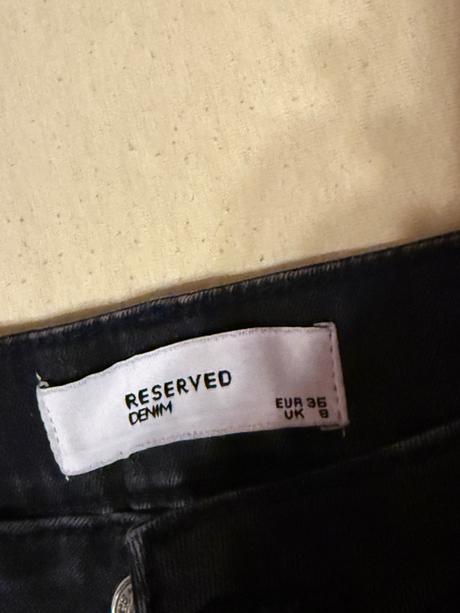 RESERVED
DENIM
EUR 36
UK 8